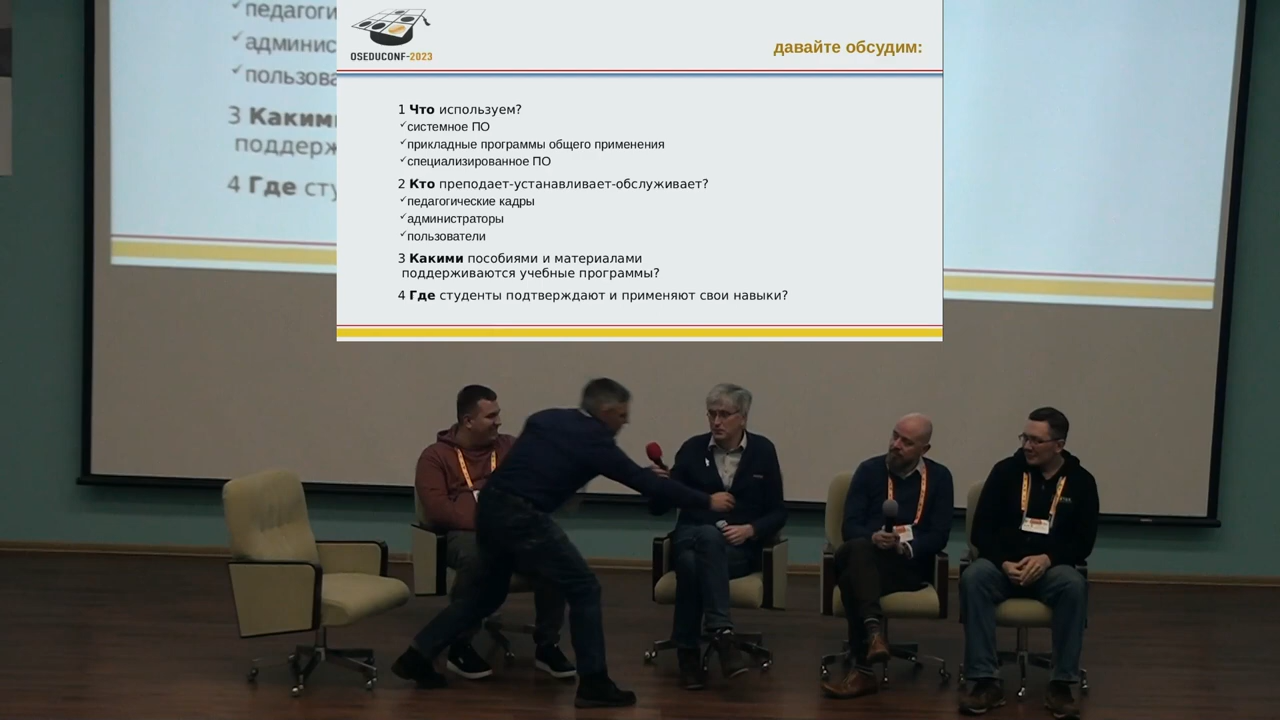 педагоги
админис
пользова
3 Каким
поддерж
4 Где сту
OSEDUCONF-2023
давайте обсудим:
1 Что используем?
системное ПО
прикладные программы общего применения
специализированное ПО
2 Кто преподает-устанавливает-обслуживает?
педагогические кадры
администраторы
пользователи
3 Какими пособиями и материалами
поддерживаются учебные программы?
4 Где студенты подтверждают и применяют свои навыки?